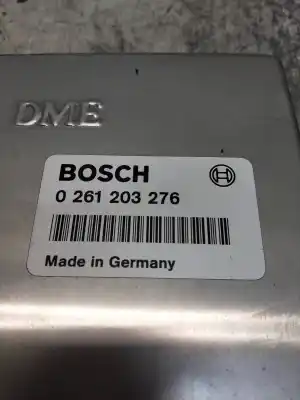 DME
BOSCH
0 261 203 276
Made in Germany